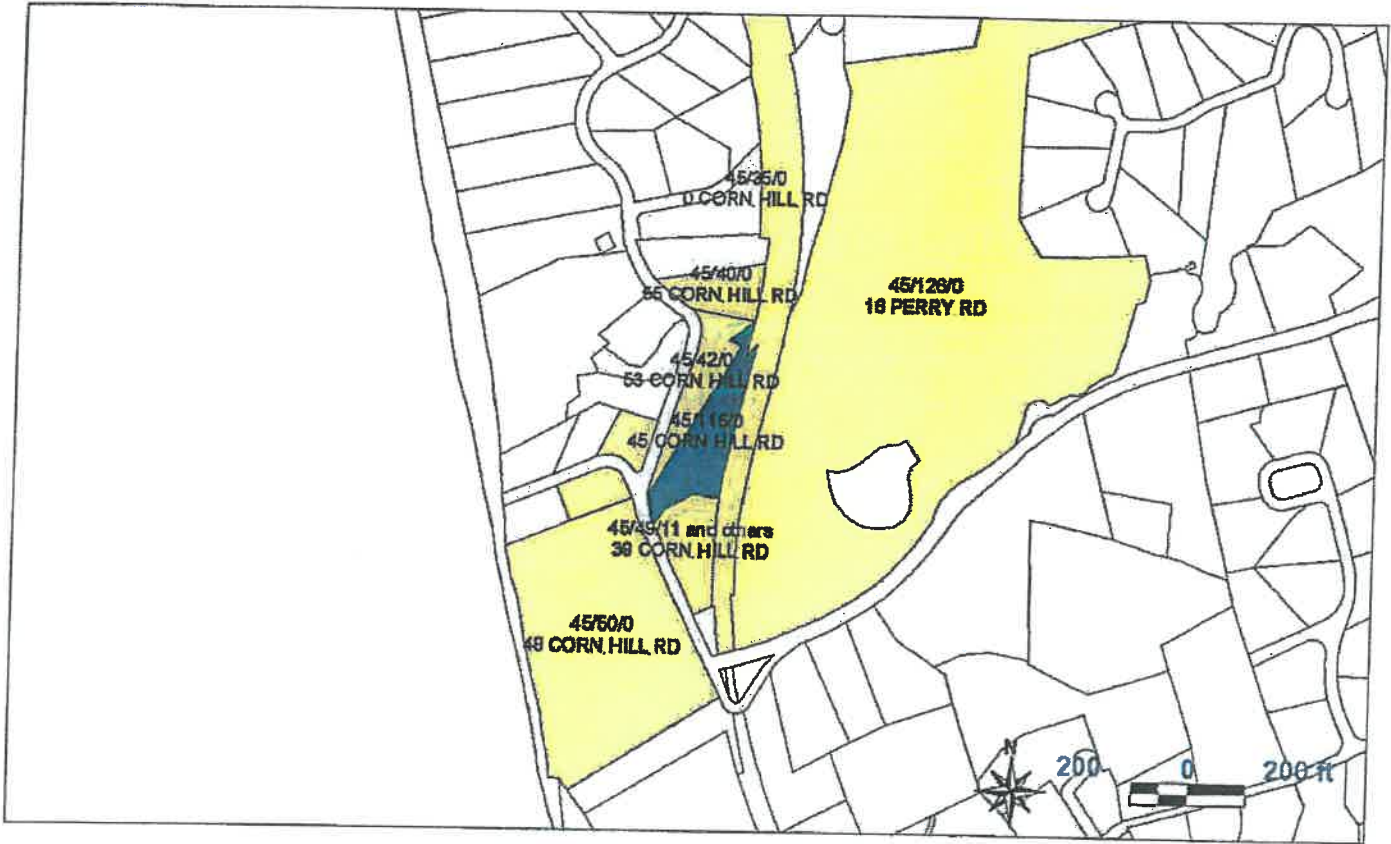 45/35/0
0 CORN HILL RD
45/40/0
55 CORN HILL RD
45/126/0
16 PERRY RD
45/42/0
53 CORN HILL RD
45/116/0
45 CORN HILL RD
45/49/11 and others
39 CORN HILL RD
45/50/0
49 CORN HILL RD
N
200 0 200 ft